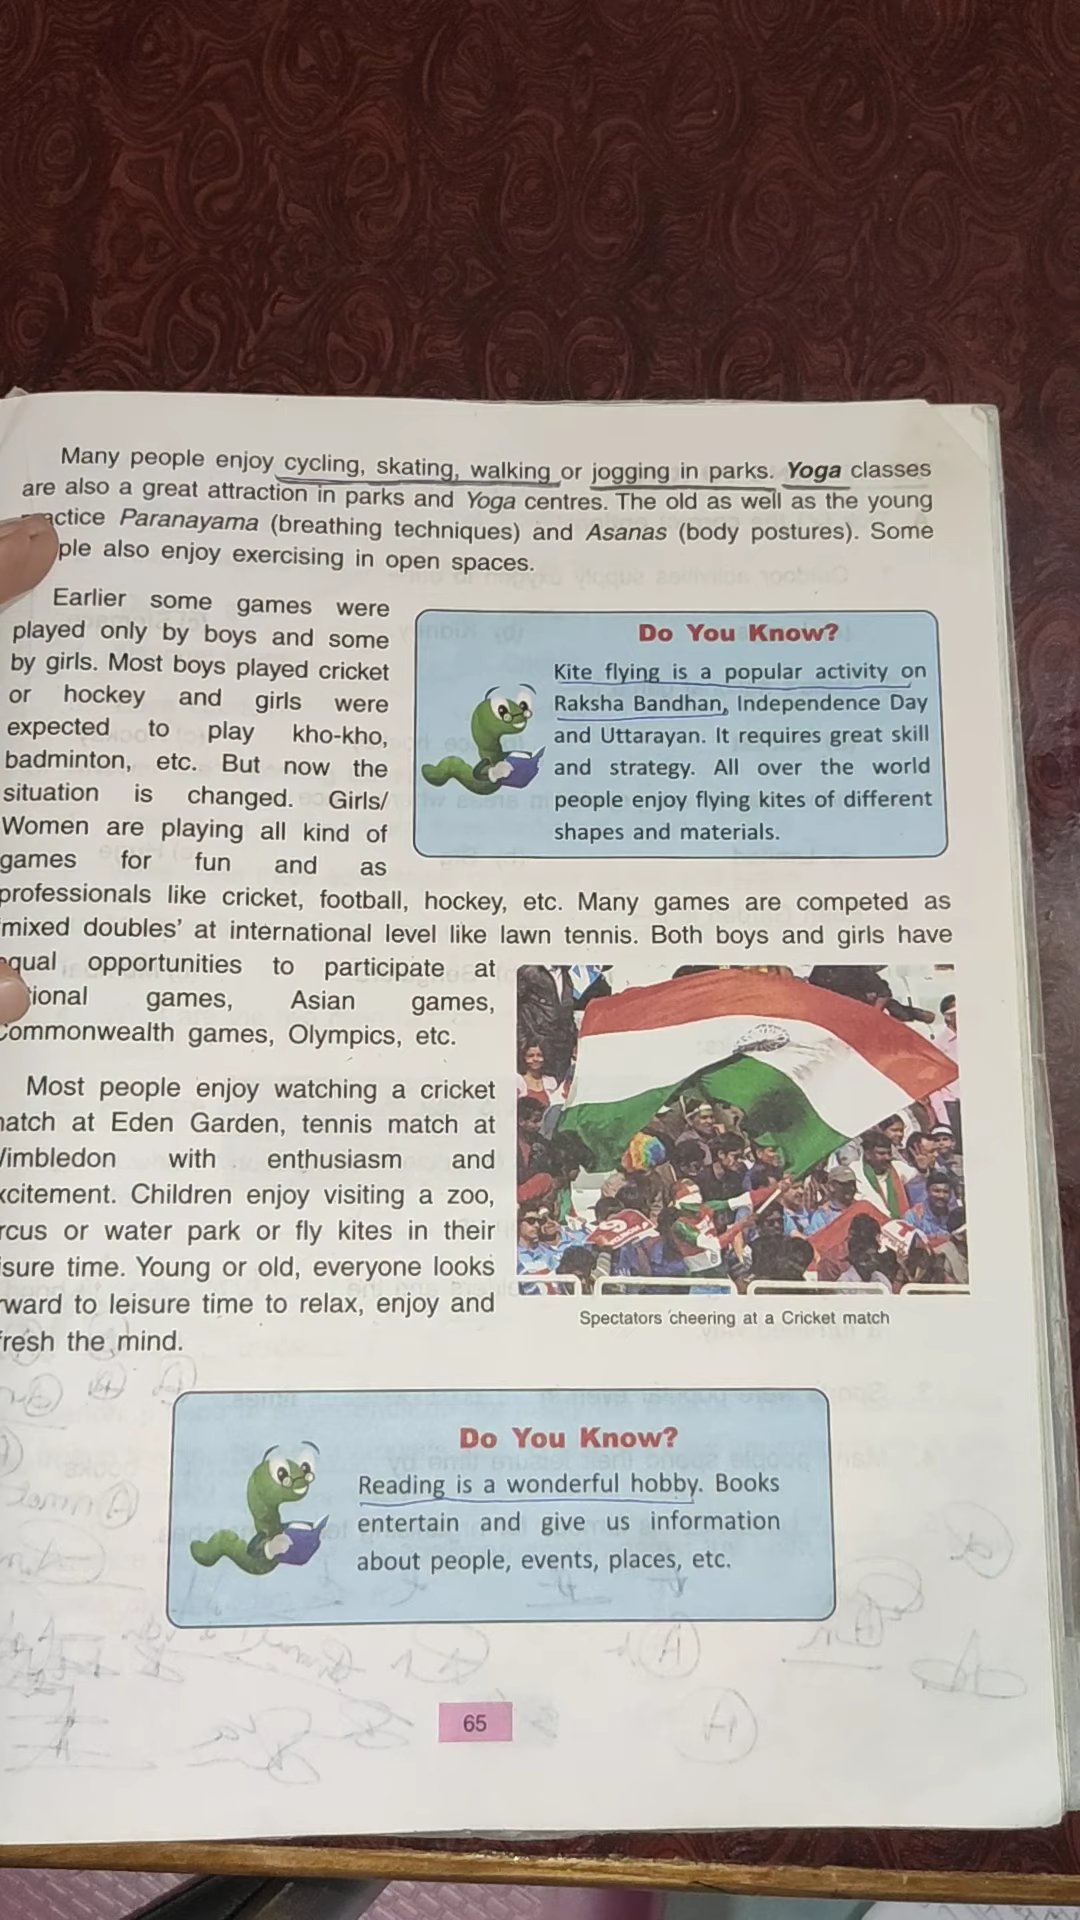 Many people enjoy cycling, skating, walking or jogging in parks. Yoga classes
are also a great attraction in parks and Yoga centres. The old as well as the young
actice Paranayama (breathing techniques) and Asanas (body postures). Some
ple also enjoy exercising in open spaces.
Earlier some games were
played only by boys and some
by girls. Most boys played cricket
or hockey and girls were
expected to play kho-kho,
badminton, etc. But now the
situation is changed. Girls/
Women are playing all kind of
games for fun and as
professionals like cricket, football, hockey, etc. Many games are competed as
mixed doubles' at international level like lawn tennis. Both boys and girls have
qual opportunities to participate at
tional games, Asian games,
Commonwealth games, Olympics, etc.
Do You Know?
Kite flying is a popular activity on
Raksha Bandhan, Independence Day
and Uttarayan. It requires great skill
and strategy. All over the world
people enjoy flying kites of different
shapes and materials.
Most people enjoy watching a cricket
atch at Eden Garden, tennis match at
imbledon with enthusiasm and
xcitement. Children enjoy visiting a zoo,
rcus or water park or fly kites in their
isure time. Young or old, everyone looks
rward to leisure time to relax, enjoy and
fresh the mind.
Spectators cheering at a Cricket match
Do You Know?
Reading is a wonderful hobby. Books
entertain and give us information
about people, events, places, etc.
65